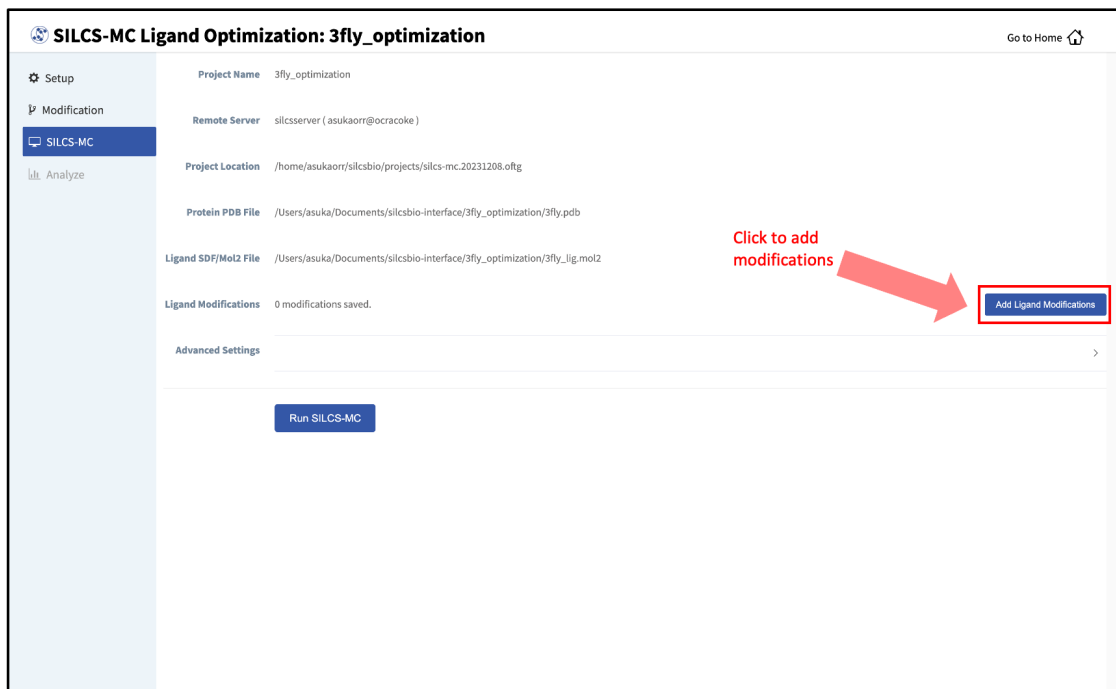 SILCS-MC Ligand Optimization: 3fly_optimization
Go to Home
Setup
Modification
SILCS-MC
Analyze
Project Name 3fly_optimization
Remote Server silcsserver ( asukaorr@ocracoke )
Project Location /home/asukaorr/silcsbio/projects/silcs-mc.20231208.oftg
Protein PDB File /Users/asuka/Documents/silcsbio-interface/3fly_optimization/3fly.pdb
Ligand SDF/Mol2 File /Users/asuka/Documents/silcsbio-interface/3fly_optimization/3fly_lig.mol2
Click to add
modifications
Ligand Modifications 0 modifications saved.
Add Ligand Modifications
Advanced Settings
Run SILCS-MC